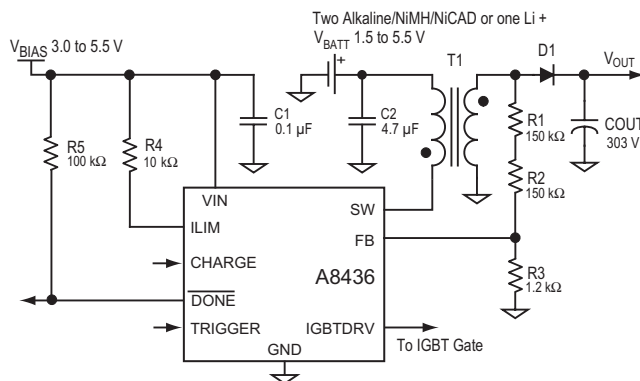 Two Alkaline/NiMH/NiCAD or one Li +
VBIAS 3.0 to 5.5 V
VBATT 1.5 to 5.5 V
+
T1
D1
VOUT
C1
0.1 µF
C2
4.7 µF
R1
150 kΩ
COUT
303 V
R5
100 kΩ
R4
10 kΩ
R2
150 kΩ
VIN
SW
ILIM
FB
CHARGE
A8436
R3
1.2 kΩ
DONE
TRIGGER
IGBTDRV
To IGBT Gate
GND